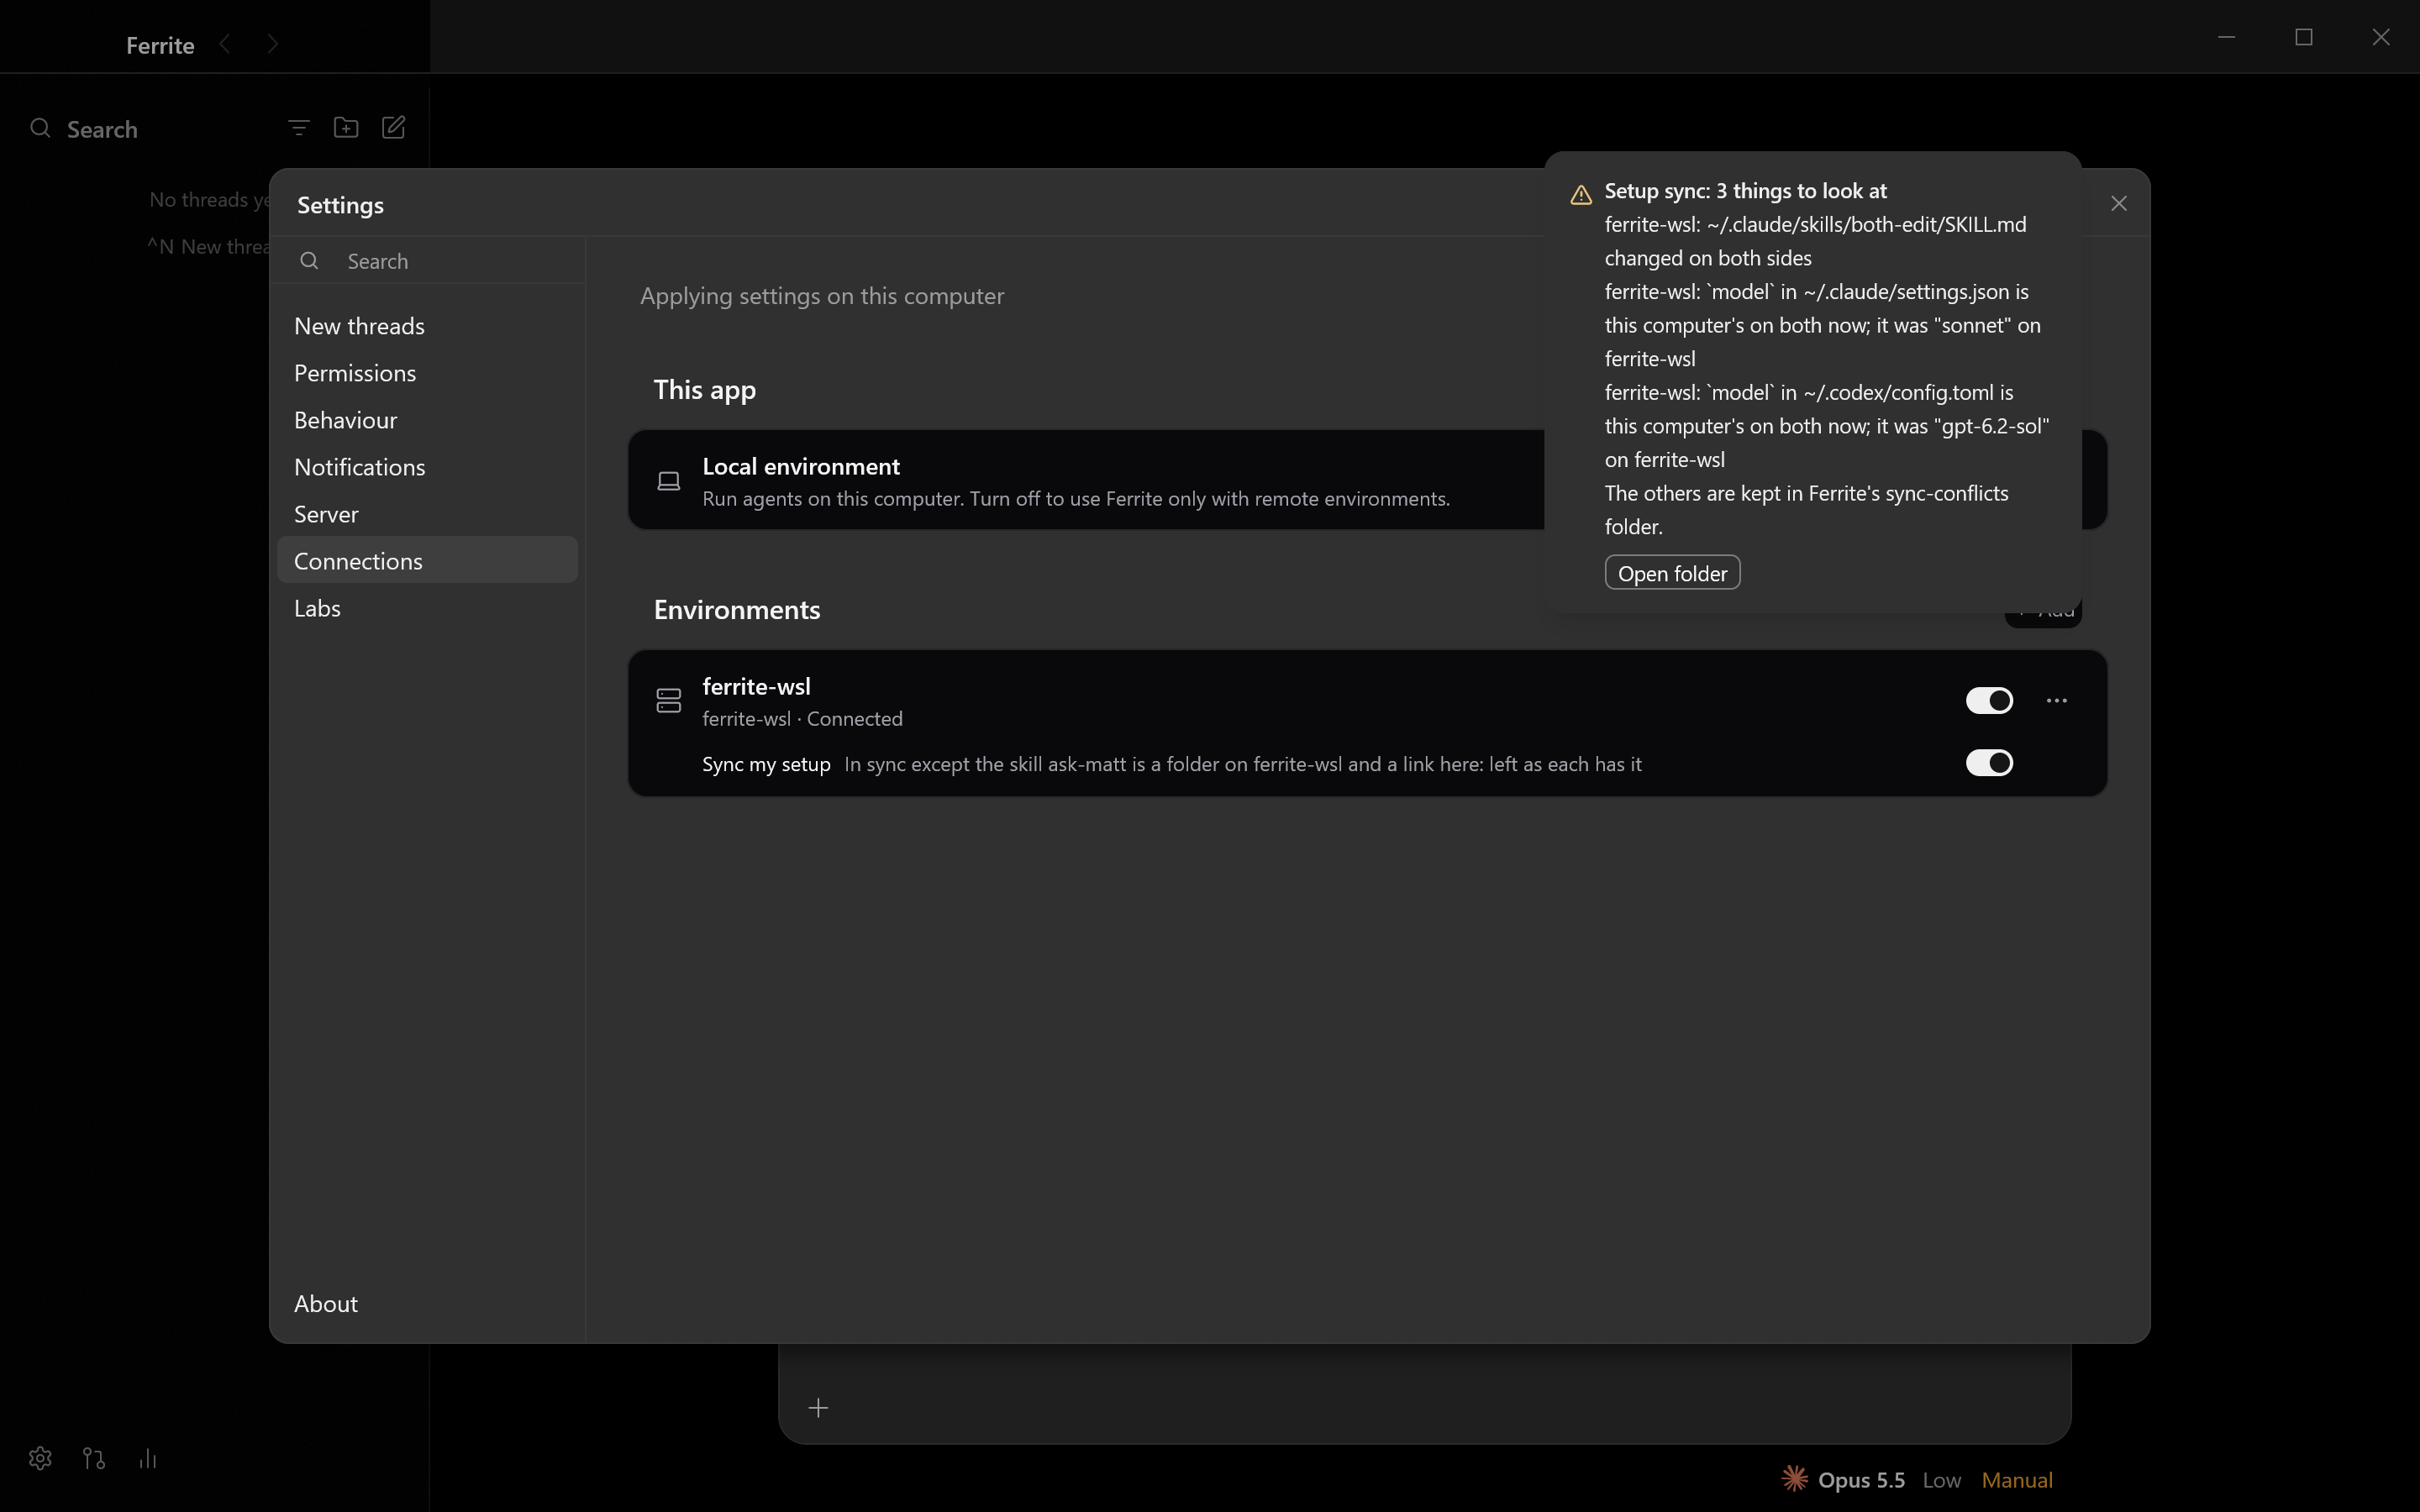 Ferrite
Search
No threads ye
^N New threa
Settings
Search
New threads
Permissions
Behaviour
Notifications
Server
Connections
Labs
About
Applying settings on this computer
This app
Local environment
Run agents on this computer. Turn off to use Ferrite only with remote environments.
Environments
+ Add
ferrite-wsl
ferrite-wsl · Connected
Sync my setup In sync except the skill ask-matt is a folder on ferrite-wsl and a link here: left as each has it
Setup sync: 3 things to look at
ferrite-wsl: ~/.claude/skills/both-edit/SKILL.md
changed on both sides
ferrite-wsl: `model` in ~/.claude/settings.json is
this computer's on both now; it was "sonnet" on
ferrite-wsl
ferrite-wsl: `model` in ~/.codex/config.toml is
this computer's on both now; it was "gpt-6.2-sol"
on ferrite-wsl
The others are kept in Ferrite's sync-conflicts
folder.
Open folder
Opus 5.5 Low Manual